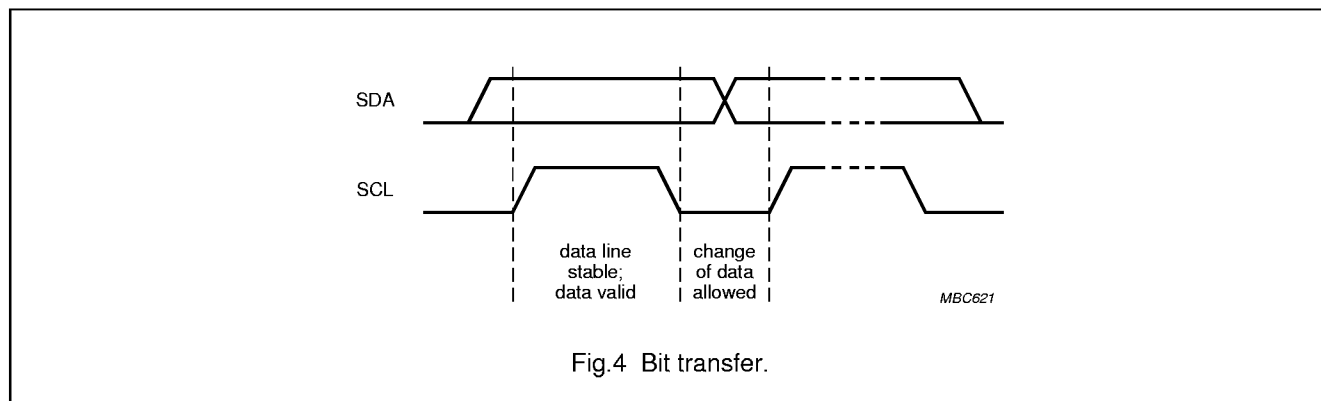 SDA
SCL
data line
stable;
data valid
change
of data
allowed
MBC621
Fig.4 Bit transfer.